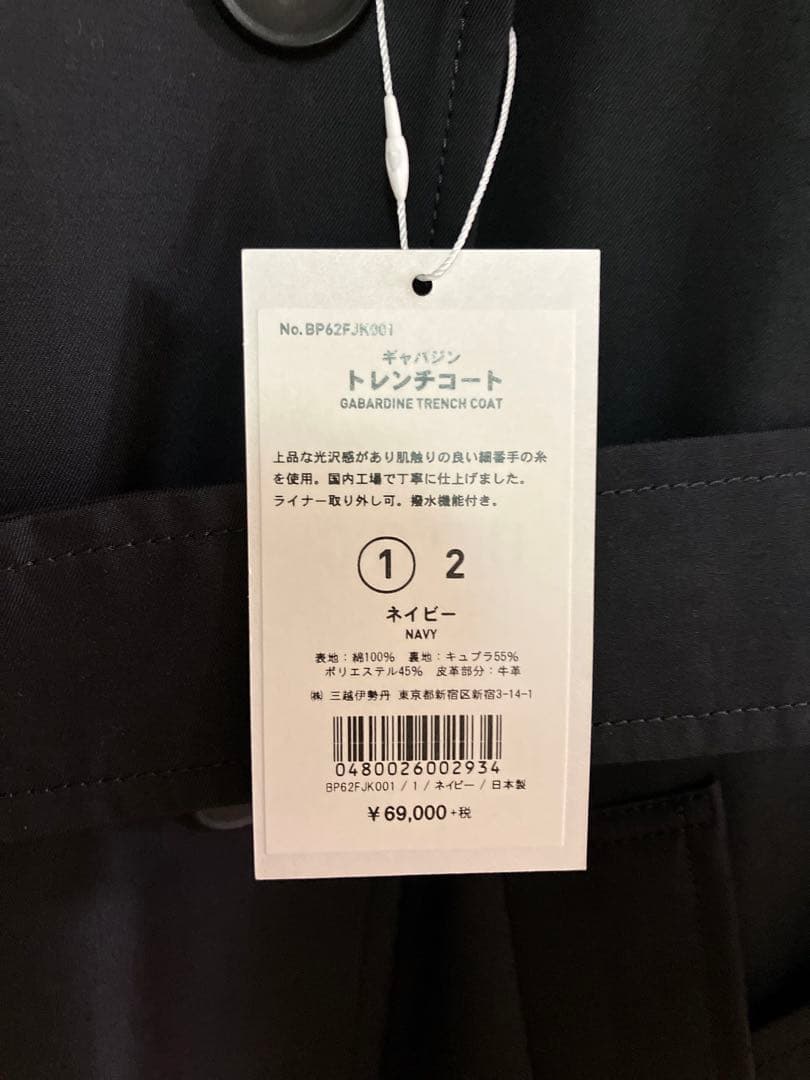 No. BP62FJK001
ギャバジン
トレンチコート
GABARDINE TRENCH COAT
上品な光沢感があり肌触りの良い細番手の糸
を使用。国内工場で丁寧に仕上げました。
ライナー取り外し可。撥水機能付き。
1 2
ネイビー
NAVY
表地：綿100% 裏地：キュプラ55%
ポリエステル45% 皮革部分：牛革
㈱ 三越伊勢丹 東京都新宿区新宿3-14-1
0480026002934
BP62FJK001 / 1 / ネイビー / 日本製
¥69,000+税